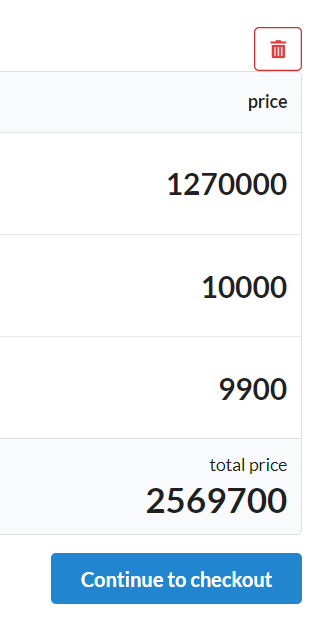 price
1270000
10000
9900
total price
2569700
Continue to checkout